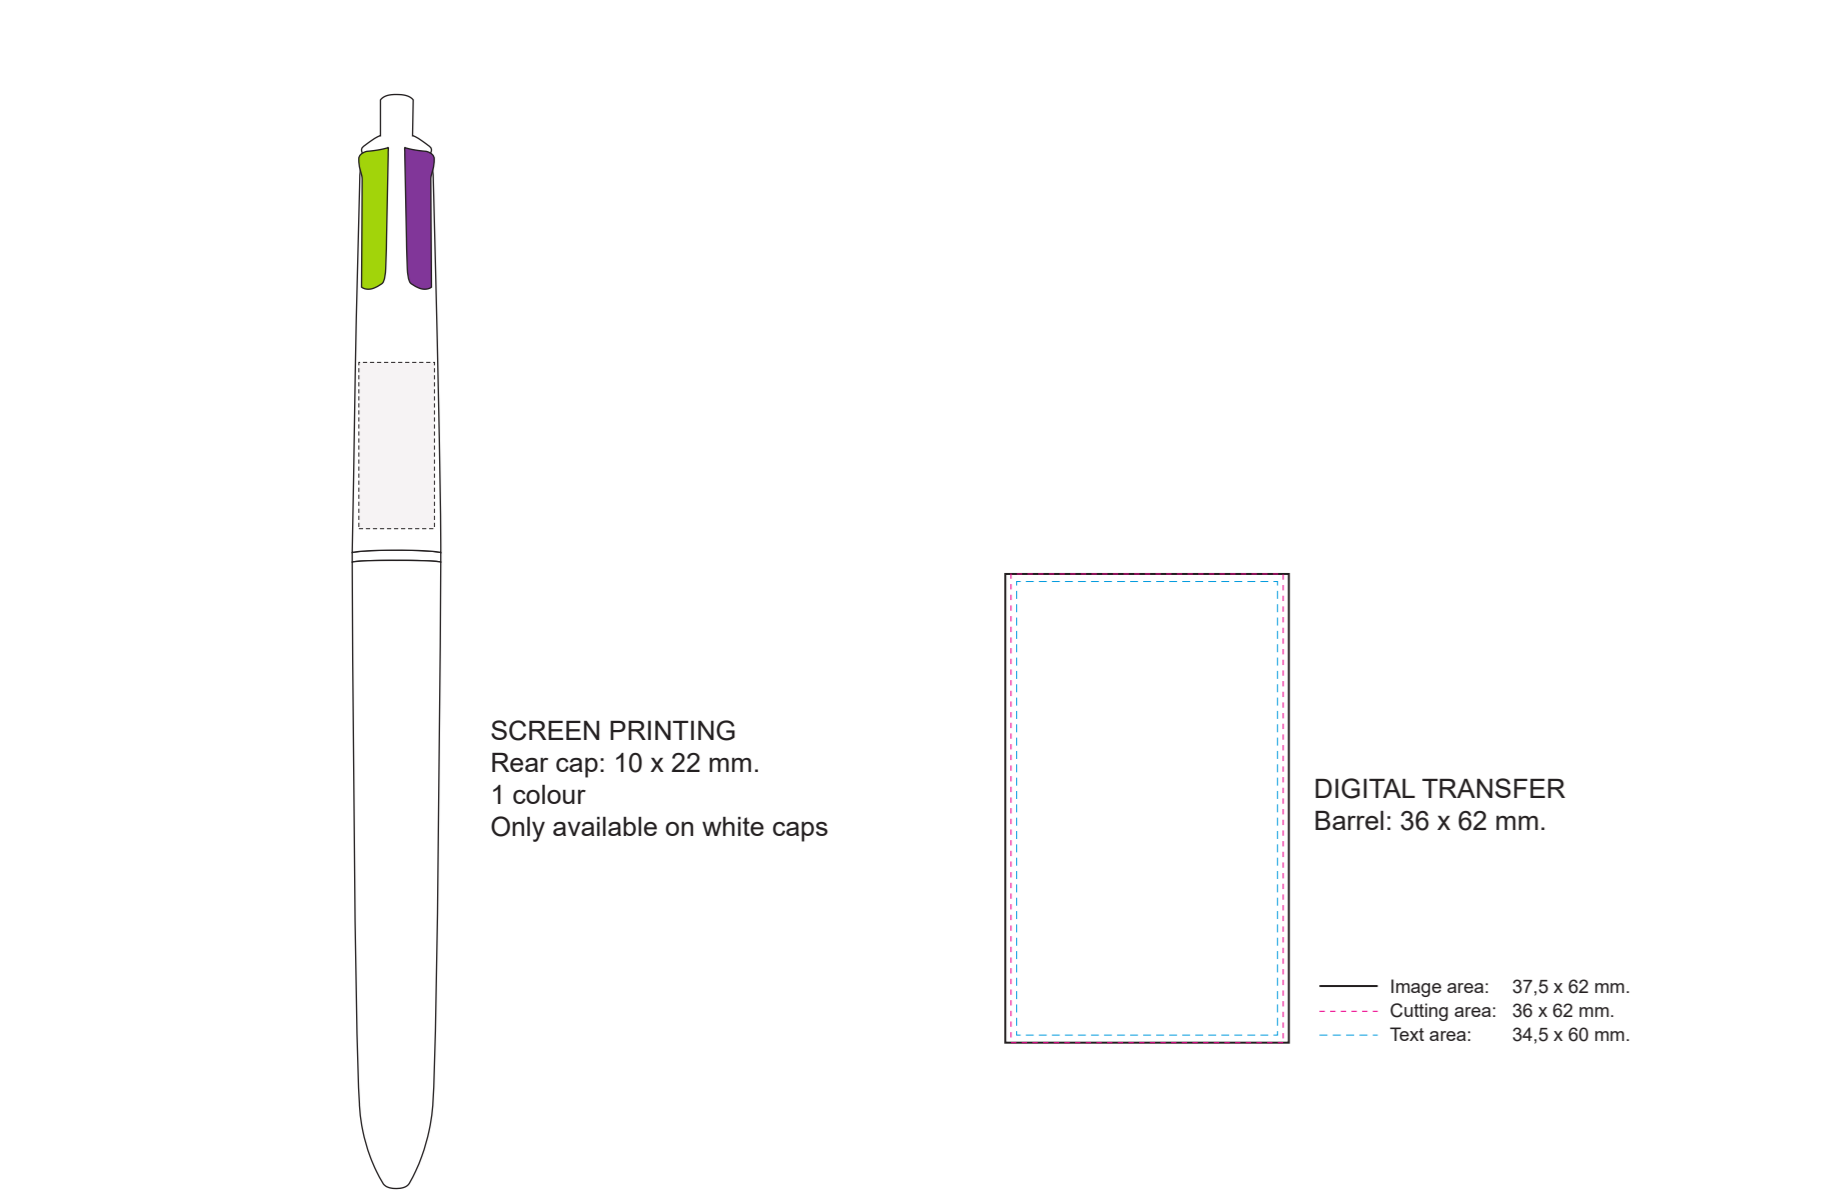 SCREEN PRINTING
Rear cap: 10 x 22 mm.
1 colour
Only available on white caps
DIGITAL TRANSFER
Barrel: 36 x 62 mm.
Image area: 37,5 x 62 mm.
Cutting area: 36 x 62 mm.
Text area: 34,5 x 60 mm.